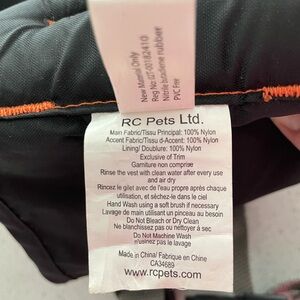 New Material Only
Reg No 07-00182410
Nitrile butadiene rubber
PVC Free
RC Pets Ltd.
Main Fabric/Tissu Principal: 100% Nylon
Accent Fabric/Tissu d-Accent: 100% Nylon
Lining/ Doublure: 100% Nylon
Exclusive of Trim
Garniture non comprise
Rinse the vest with clean water after every use
and air dry
Rincez le gilet avec de l'eau propre après chaque
utilisation, et séchez-le dans le ciel
Hand Wash using a soft brush if necessary
Lavage de main utilisant un pinceau au besoin
Do Not Bleach or Dry Clean
Ne blanchissez pas ou nettoyer à sec
Do Not Machine Wash
n'usinez pas le lavage
Made in China/ Fabrique en Chine
CA34689
www.rcpets.com